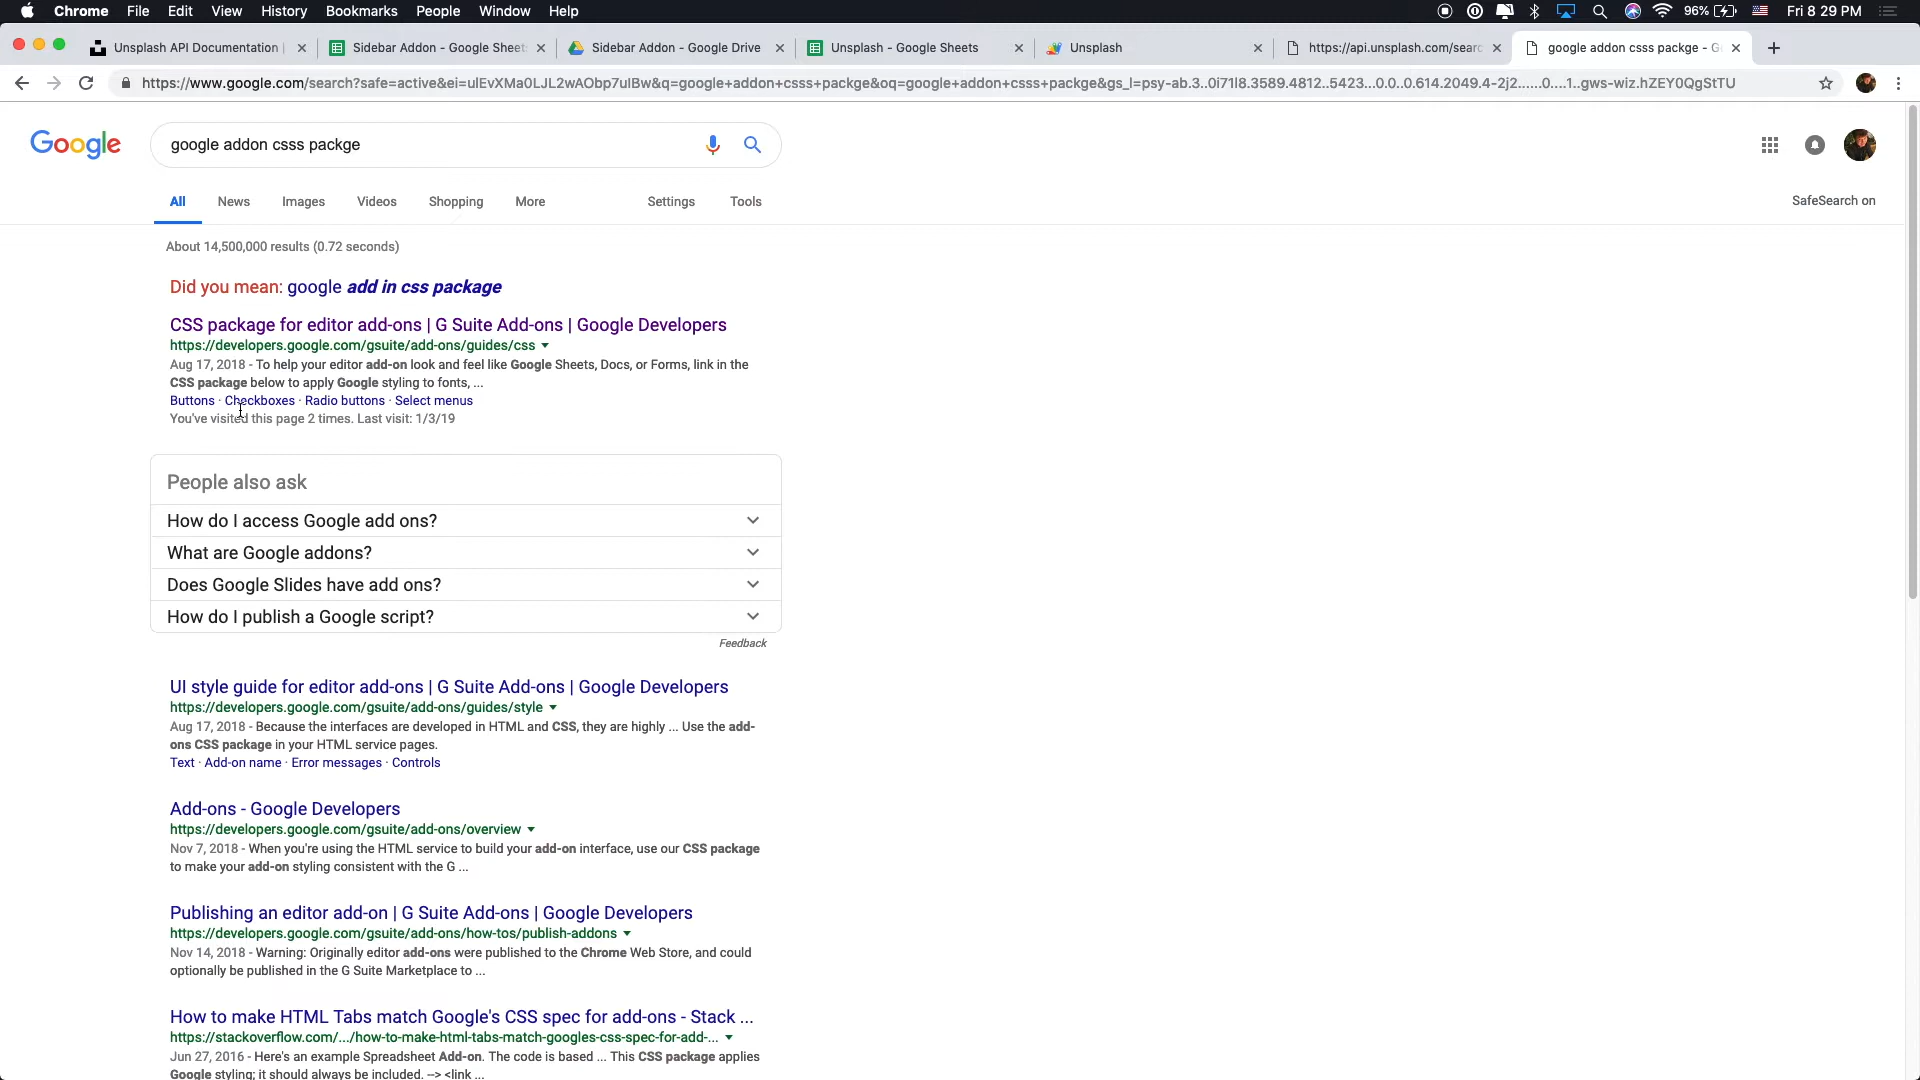 Chrome File Edit View History Bookmarks People Window Help 96% Fri 8 29 PM
Unsplash API Documentation | Sidebar Addon - Google Sheet Sidebar Addon - Google Drive Unsplash - Google Sheets Unsplash https://api.unsplash.com/searc google addon csss packge - G
https://www.google.com/search?safe=active&ei=ulEvXMa0LJL2wAObp7uIBw&q=google+addon+csss+packge&oq=google+addon+csss+packge&gs_l=psy-ab.3..0i71l8.3589.4812..5423...0.0..0.614.2049.4-2j2......0....1..gws-wiz.hZEY0QgStTU
Google google addon csss packge
All News Images Videos Shopping More Settings Tools SafeSearch on
About 14,500,000 results (0.72 seconds)
Did you mean: google add in css package
CSS package for editor add-ons | G Suite Add-ons | Google Developers
https://developers.google.com/gsuite/add-ons/guides/css
Aug 17, 2018 - To help your editor add-on look and feel like Google Sheets, Docs, or Forms, link in the
CSS package below to apply Google styling to fonts, ...
Buttons · Checkboxes · Radio buttons · Select menus
You've visited this page 2 times. Last visit: 1/3/19
People also ask
How do I access Google add ons?
What are Google addons?
Does Google Slides have add ons?
How do I publish a Google script?
Feedback
UI style guide for editor add-ons | G Suite Add-ons | Google Developers
https://developers.google.com/gsuite/add-ons/guides/style
Aug 17, 2018 - Because the interfaces are developed in HTML and CSS, they are highly ... Use the add-
ons CSS package in your HTML service pages.
Text · Add-on name · Error messages · Controls
Add-ons - Google Developers
https://developers.google.com/gsuite/add-ons/overview
Nov 7, 2018 - When you're using the HTML service to build your add-on interface, use our CSS package
to make your add-on styling consistent with the G ...
Publishing an editor add-on | G Suite Add-ons | Google Developers
https://developers.google.com/gsuite/add-ons/how-tos/publish-addons
Nov 14, 2018 - Warning: Originally editor add-ons were published to the Chrome Web Store, and could
optionally be published in the G Suite Marketplace to ...
How to make HTML Tabs match Google's CSS spec for add-ons - Stack ...
https://stackoverflow.com/.../how-to-make-html-tabs-match-googles-css-spec-for-add-...
Jun 27, 2016 - Here's an example Spreadsheet Add-on. The code is based ... This CSS package applies
Google styling; it should always be included. --> <link ...